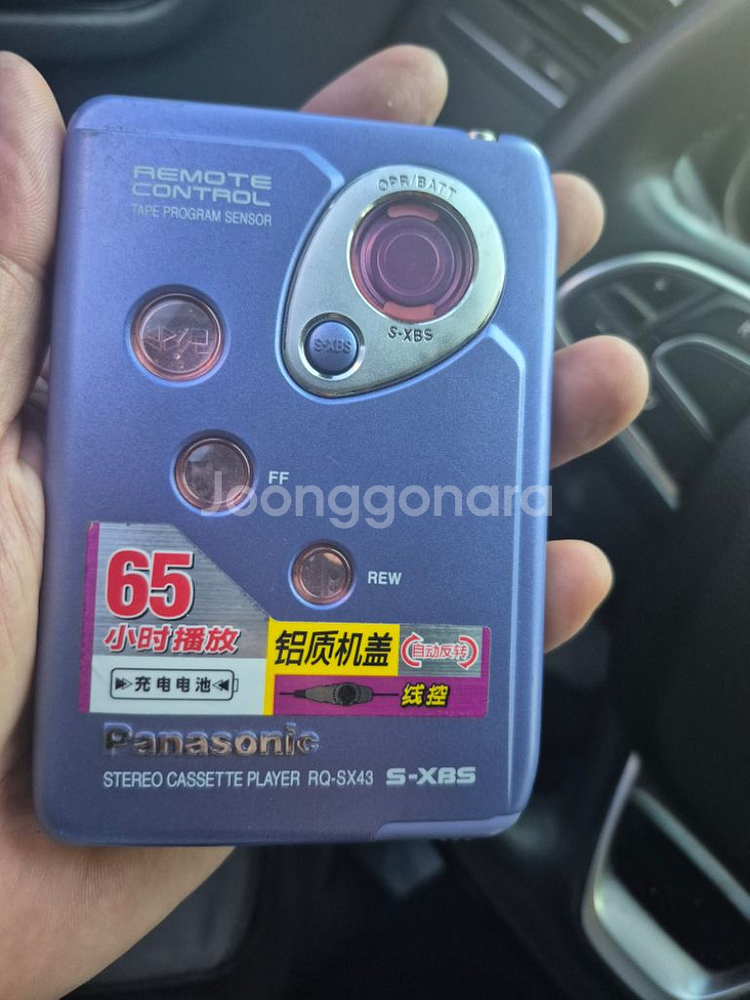 REMOTE
CONTROL
TAPE PROGRAM SENSOR
OPR/BATT
S-XBS
S-XBS
FF
Joonggonara
REW
65
小时播放
充电电池
铝质机盖
自动反转
线控
Panasonic
STEREO CASSETTE PLAYER RQ-SX43 S-XBS